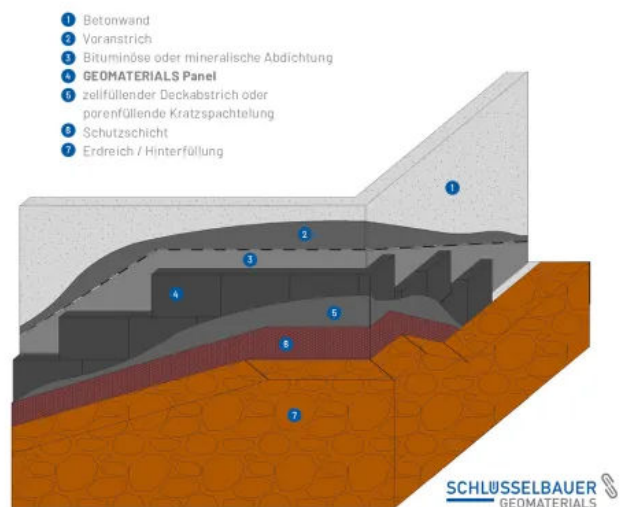 1 Betonwand
2 Voranstrich
3 Bituminöse oder mineralische Abdichtung
4 GEOMATERIALS Panel
5 zellfüllender Deckabstrich oder
porenfüllende Kratzspachtelung
6 Schutzschicht
7 Erdreich / Hinterfüllung
1
2
3
4
5
6
7
SCHLÜSSELBAUER
GEOMATERIALS